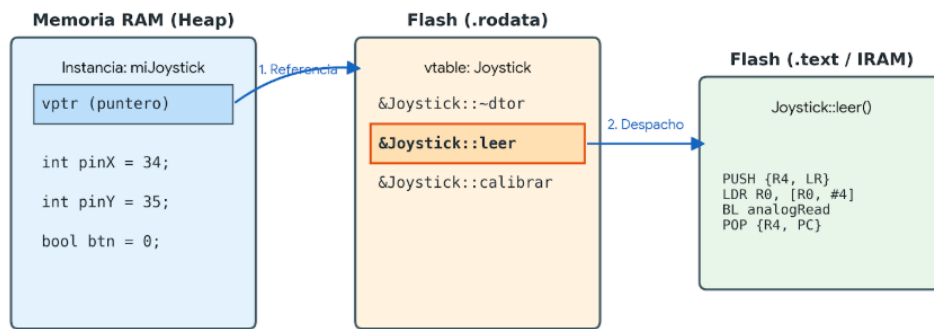 Memoria RAM (Heap)
Instancia: miJoystick
vptr (puntero)
int pinX = 34;
int pinY = 35;
bool btn = 0;
1. Referencia
Flash (.rodata)
vtable: Joystick
&Joystick::~dtor
&Joystick::leer
&Joystick::calibrar
2. Despacho
Flash (.text / IRAM)
Joystick::leer()
PUSH {R4, LR}
LDR R0, [R0, #4]
BL analogRead
POP {R4, PC}